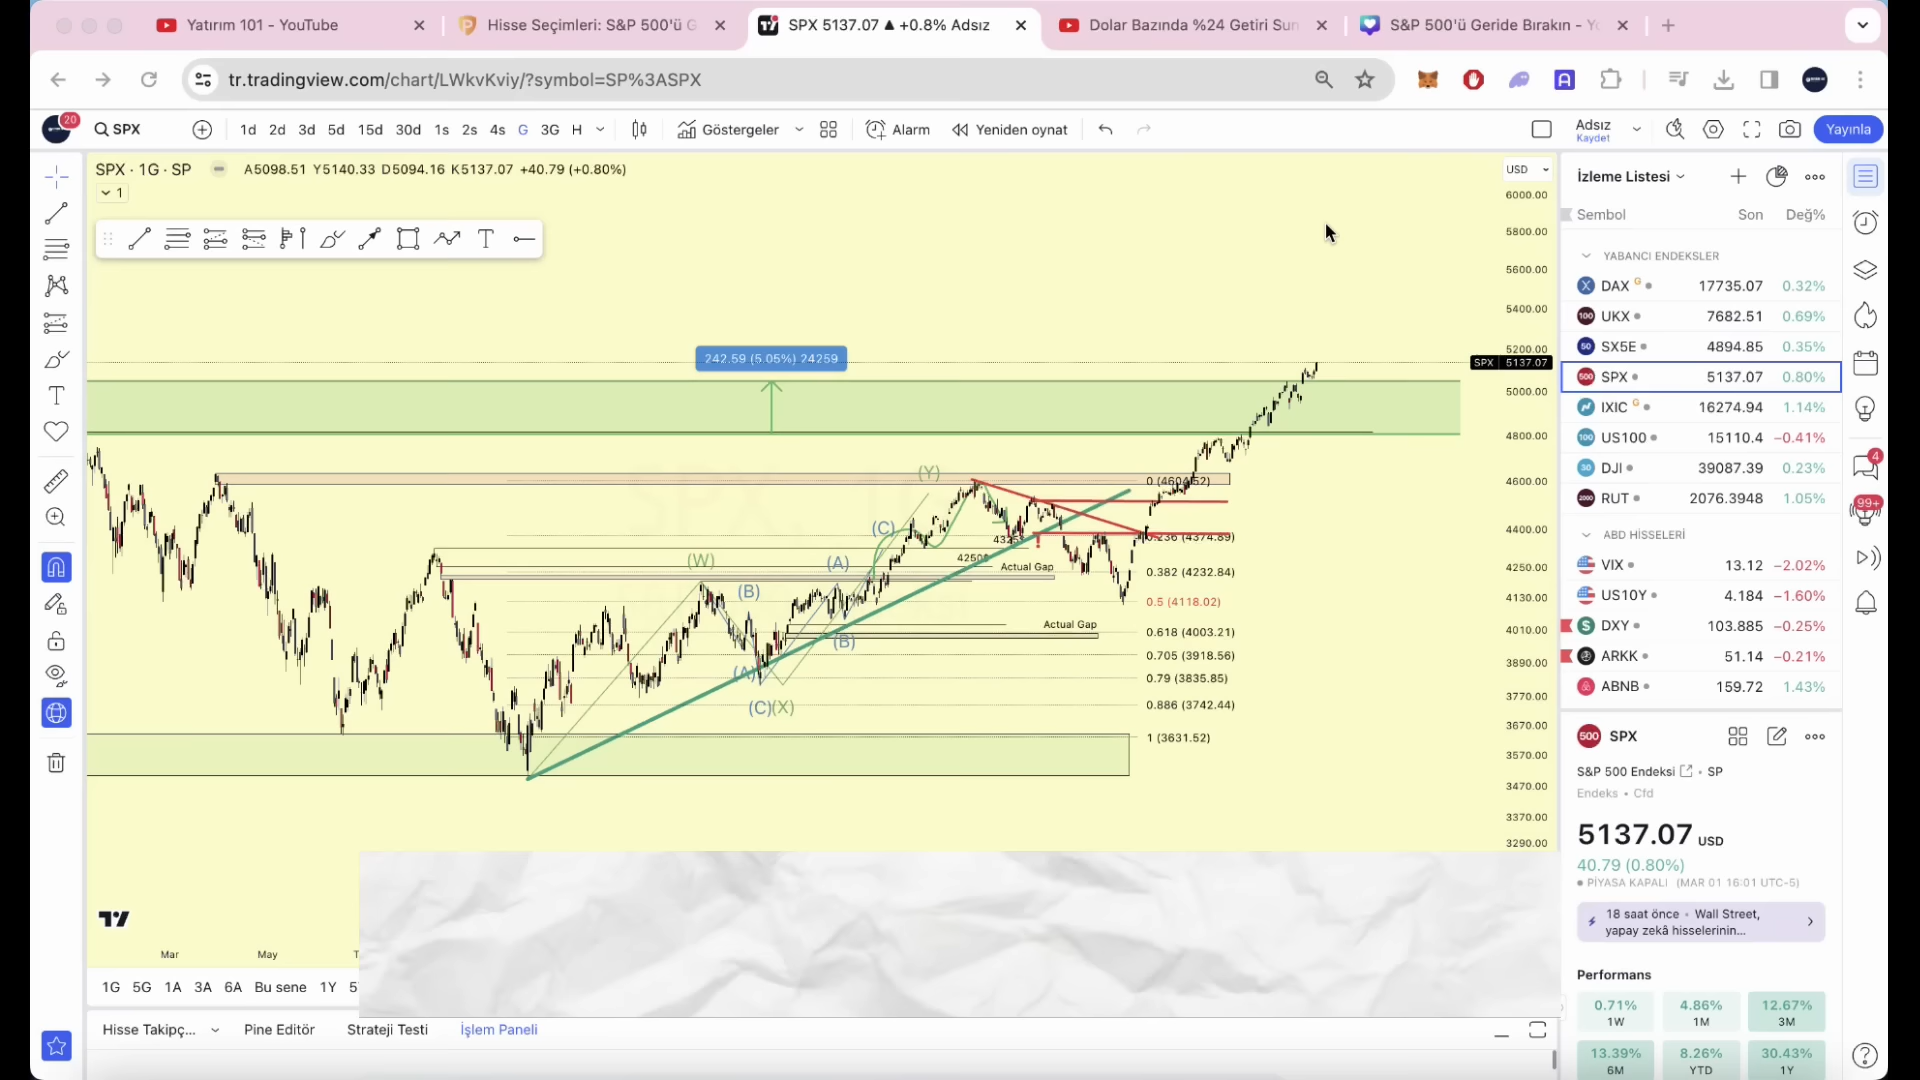 Yatırım 101 - YouTube
Hisse Seçimleri: S&P 500'ü G
SPX 5137.07 ▲ +0.8% Adsız
Dolar Bazında %24 Getiri Sun
S&P 500'ü Geride Bırakın - Yo
tr.tradingview.com/chart/LWkvKviy/?symbol=SP%3ASPX
20
SPX
1d 2d 3d 5d 15d 30d 1s 2s 4s G 3G H
Göstergeler
Alarm
Yeniden oynat
Adsız
Kaydet
Yayınla
SPX · 1G · SP
A5098.51 Y5140.33 D5094.16 K5137.07 +40.79 (+0.80%)
1
USD
6000.00
5800.00
5600.00
5400.00
5200.00
SPX 5137.07
5000.00
4800.00
4600.00
4400.00
4250.00
4130.00
4010.00
3890.00
3770.00
3670.00
3570.00
3470.00
3370.00
3290.00
242.59 (5.05%) 24259
(Y)
(C)
(W)
(A)
(B)
(B)
(A)
(C)(X)
Actual Gap
Actual Gap
0 (4604.52)
0.236 (4374.89)
0.382 (4232.84)
0.5 (4118.02)
0.618 (4003.21)
0.705 (3918.56)
0.79 (3835.85)
0.886 (3742.44)
1 (3631.52)
Mar
May
1G 5G 1A 3A 6A Bu sene 1Y
Hisse Takipç...
Pine Editör
Strateji Testi
İşlem Paneli
İzleme Listesi
Sembol Son Değ%
YABANCI ENDEKSLER
DAX G 17735.07 0.32%
UKX 7682.51 0.69%
SX5E 4894.85 0.35%
SPX 5137.07 0.80%
IXIC G 16274.94 1.14%
US100 15110.4 −0.41%
DJI 39087.39 0.23%
RUT 2076.3948 1.05%
ABD HİSSELERİ
VIX 13.12 −2.02%
US10Y 4.184 −1.60%
DXY 103.885 −0.25%
ARKK 51.14 −0.21%
ABNB 159.72 1.43%
500 SPX
S&P 500 Endeksi • SP
Endeks • Cfd
5137.07 USD
40.79 (0.80%)
PİYASA KAPALI (MAR 01 16:01 UTC-5)
18 saat önce • Wall Street,
yapay zekâ hisselerinin...
Performans
0.71% 4.86% 12.67%
1W 1M 3M
13.39% 8.26% 30.43%
6M YTD 1Y
4
99+